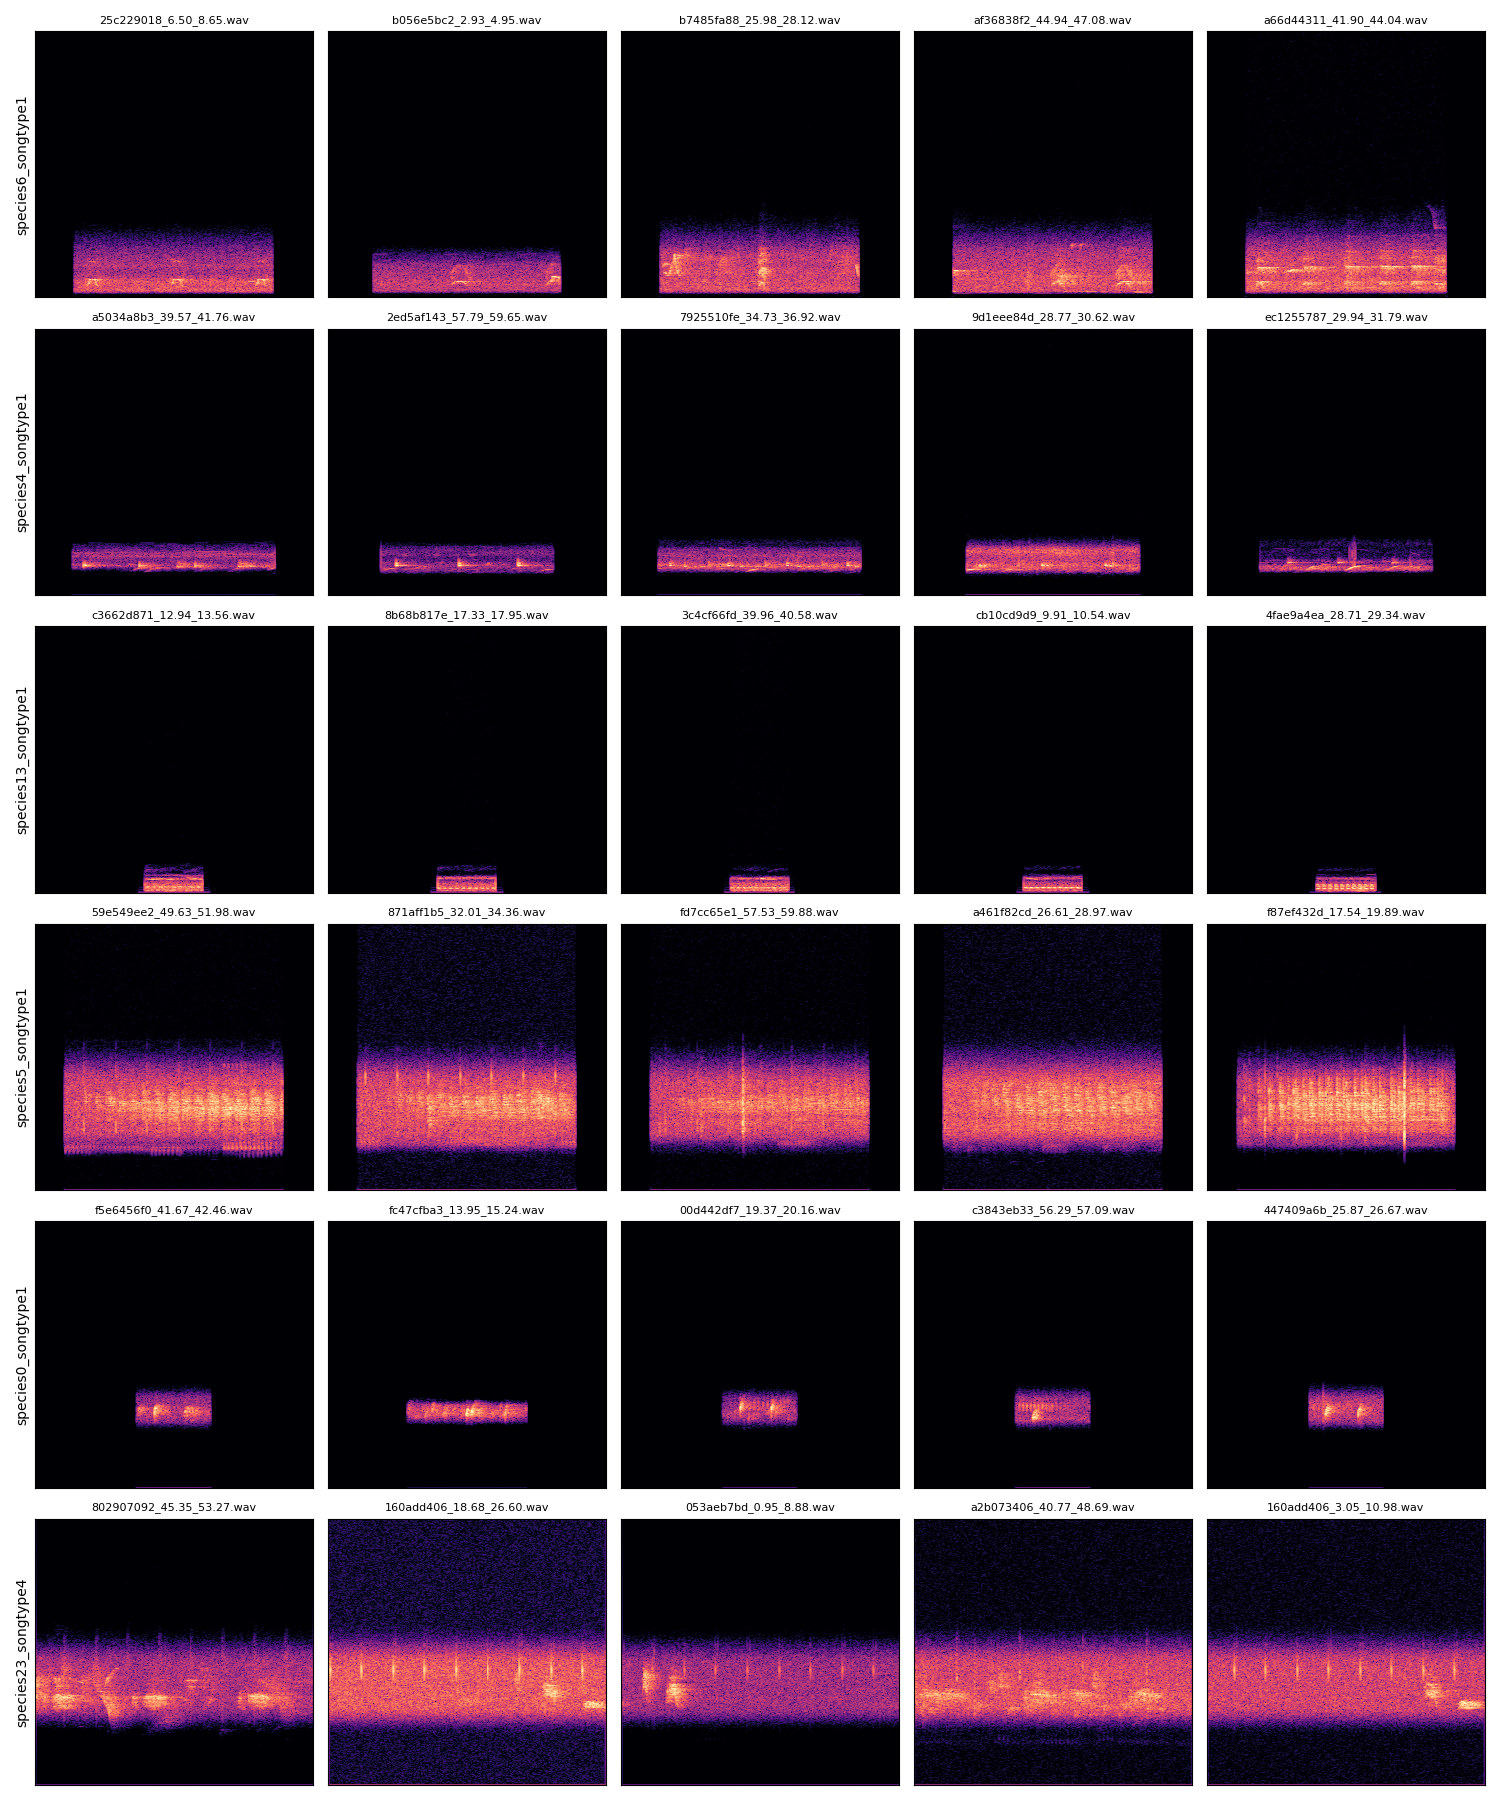 25c229018_6.50_8.65.wav
b056e5bc2_2.93_4.95.wav
b7485fa88_25.98_28.12.wav
af36838f2_44.94_47.08.wav
a66d44311_41.90_44.04.wav
species6_songtype1
a5034a8b3_39.57_41.76.wav
2ed5af143_57.79_59.65.wav
7925510fe_34.73_36.92.wav
9d1eee84d_28.77_30.62.wav
ec1255787_29.94_31.79.wav
species4_songtype1
c3662d871_12.94_13.56.wav
8b68b817e_17.33_17.95.wav
3c4cf66fd_39.96_40.58.wav
cb10cd9d9_9.91_10.54.wav
4fae9a4ea_28.71_29.34.wav
species13_songtype1
59e549ee2_49.63_51.98.wav
871aff1b5_32.01_34.36.wav
fd7cc65e1_57.53_59.88.wav
a461f82cd_26.61_28.97.wav
f87ef432d_17.54_19.89.wav
species5_songtype1
f5e6456f0_41.67_42.46.wav
fc47cfba3_13.95_15.24.wav
00d442df7_19.37_20.16.wav
c3843eb33_56.29_57.09.wav
447409a6b_25.87_26.67.wav
species0_songtype1
802907092_45.35_53.27.wav
160add406_18.68_26.60.wav
053aeb7bd_0.95_8.88.wav
a2b073406_40.77_48.69.wav
160add406_3.05_10.98.wav
species23_songtype4